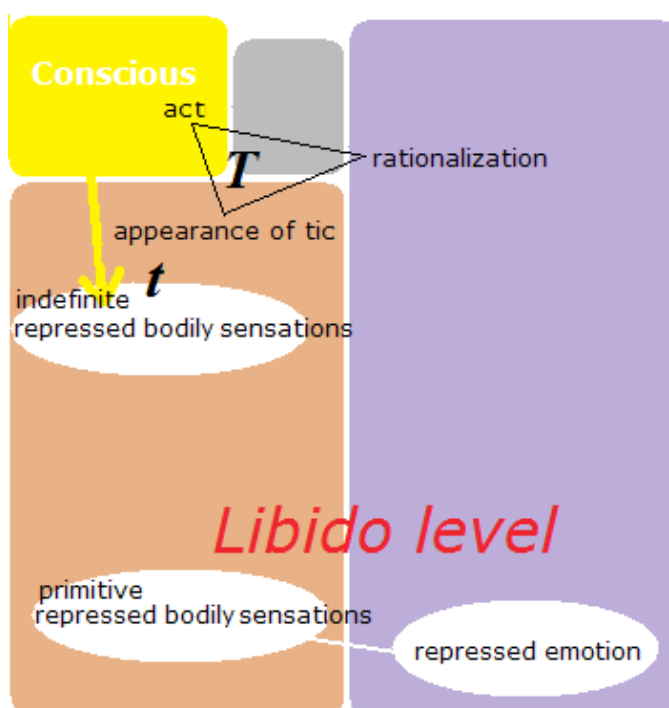 Conscious
act
T
rationalization
appearance of tic
t
indefinite
repressed bodily sensations
Libido level
primitive
repressed bodily sensations
repressed emotion